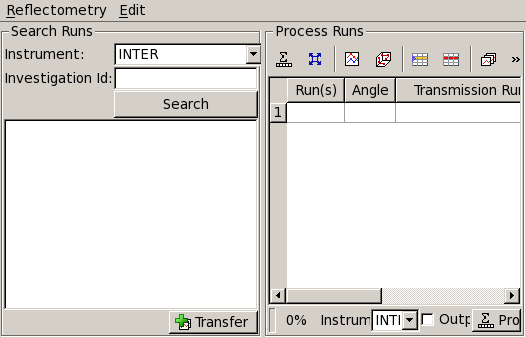 Reflectometry Edit
Search Runs
Instrument: INTER
Investigation Id:
Search
Transfer
Process Runs
»
Run(s) Angle Transmission Run
1
0% Instrum INTI Outp Pro